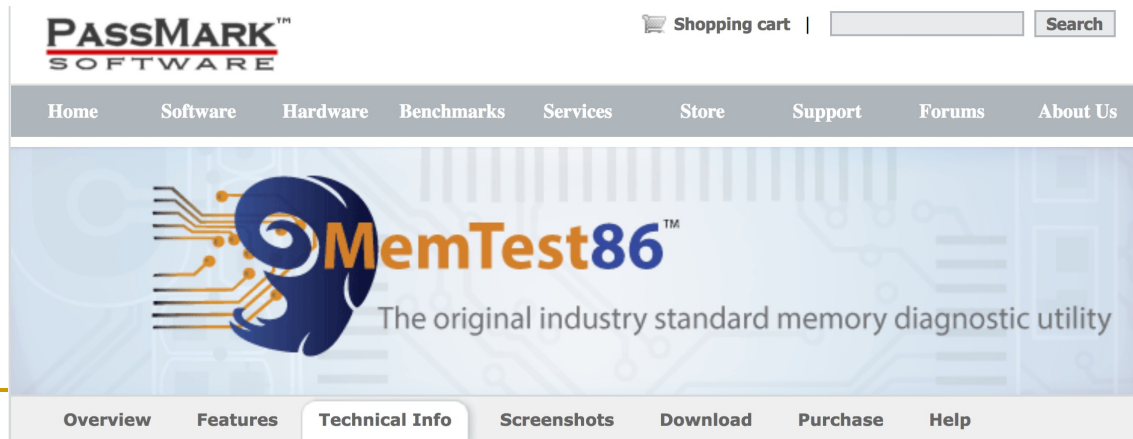 PASSMARK™
SOFTWARE
Shopping cart |
Search
Home Software Hardware Benchmarks Services Store Support Forums About Us
MemTest86™
The original industry standard memory diagnostic utility
Overview Features Technical Info Screenshots Download Purchase Help